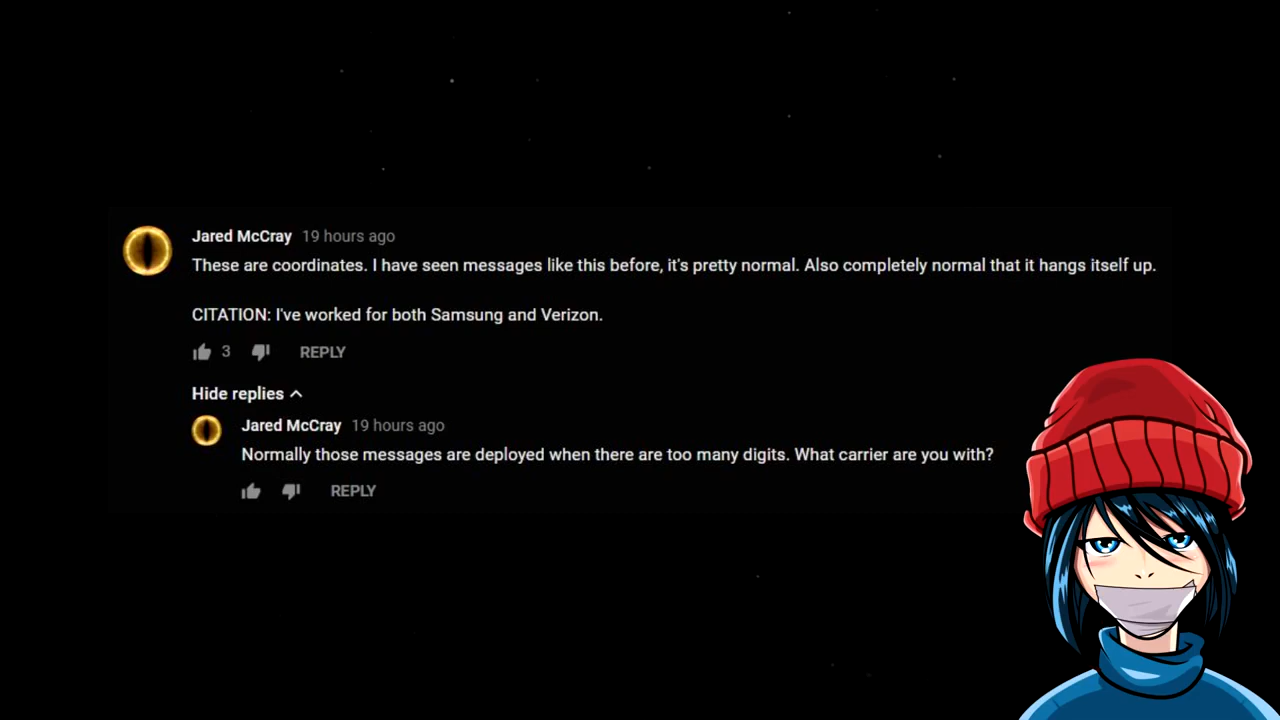 Jared McCray 19 hours ago
These are coordinates. I have seen messages like this before, it's pretty normal. Also completely normal that it hangs itself up.
CITATION: I've worked for both Samsung and Verizon.
3 REPLY
Hide replies
Jared McCray 19 hours ago
Normally those messages are deployed when there are too many digits. What carrier are you with?
REPLY